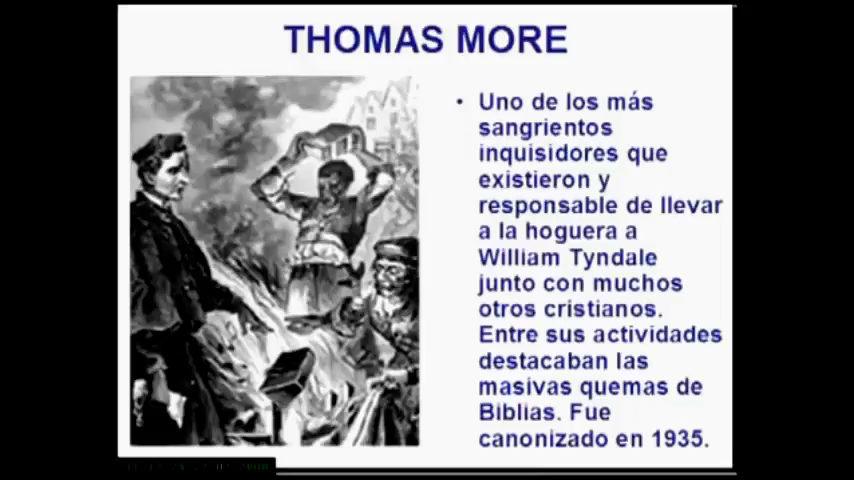 THOMAS MORE
• Uno de los más
sangrientos
inquisidores que
existieron y
responsable de llevar
a la hoguera a
William Tyndale
junto con muchos
otros cristianos.
Entre sus actividades
destacaban las
masivas quemas de
Biblias. Fue
canonizado en 1935.